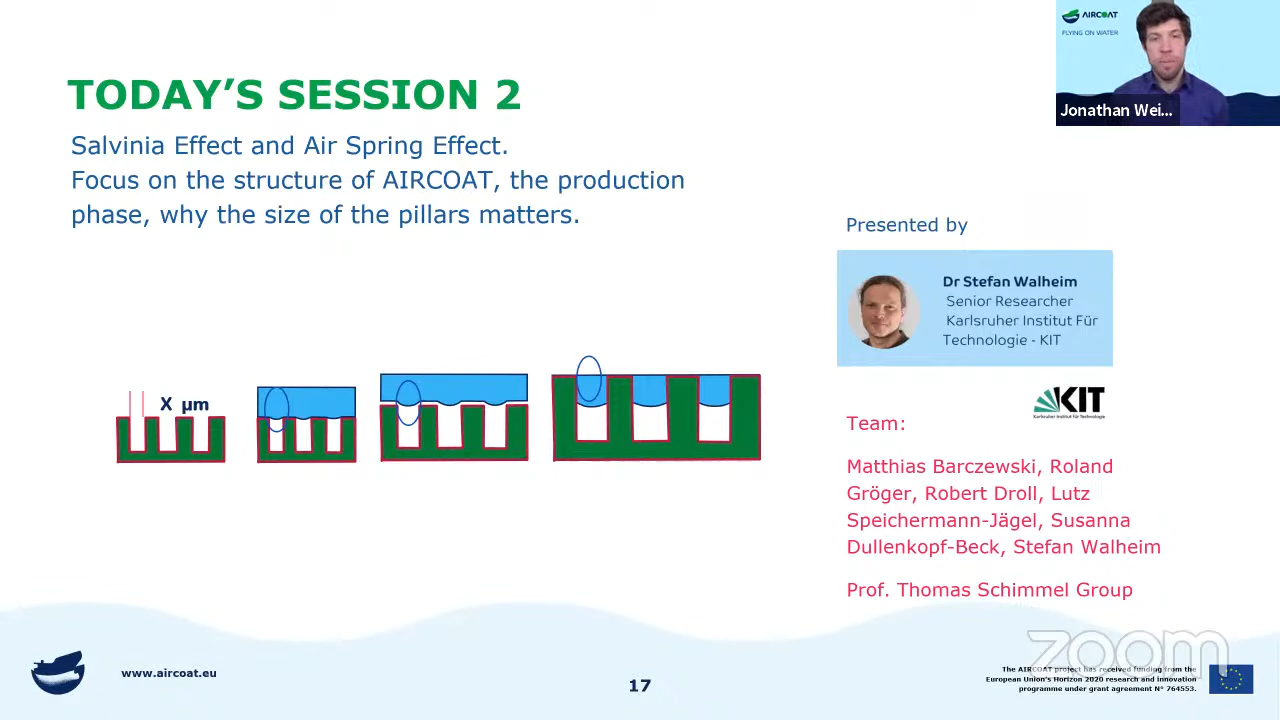 AIRCOAT
FLYING ON WATER
Jonathan Wei...
TODAY'S SESSION 2
Salvinia Effect and Air Spring Effect.
Focus on the structure of AIRCOAT, the production
phase, why the size of the pillars matters.
Presented by
Dr Stefan Walheim
Senior Researcher
Karlsruher Institut Für
Technologie - KIT
X µm
KIT
Karlsruher Institut für Technologie
Team:
Matthias Barczewski, Roland
Gröger, Robert Droll, Lutz
Speichermann-Jägel, Susanna
Dullenkopf-Beck, Stefan Walheim
Prof. Thomas Schimmel Group
zoom
www.aircoat.eu
17
The AIRCOAT project has received funding from the
European Union's Horizon 2020 research and innovation
programme under grant agreement N° 764553.